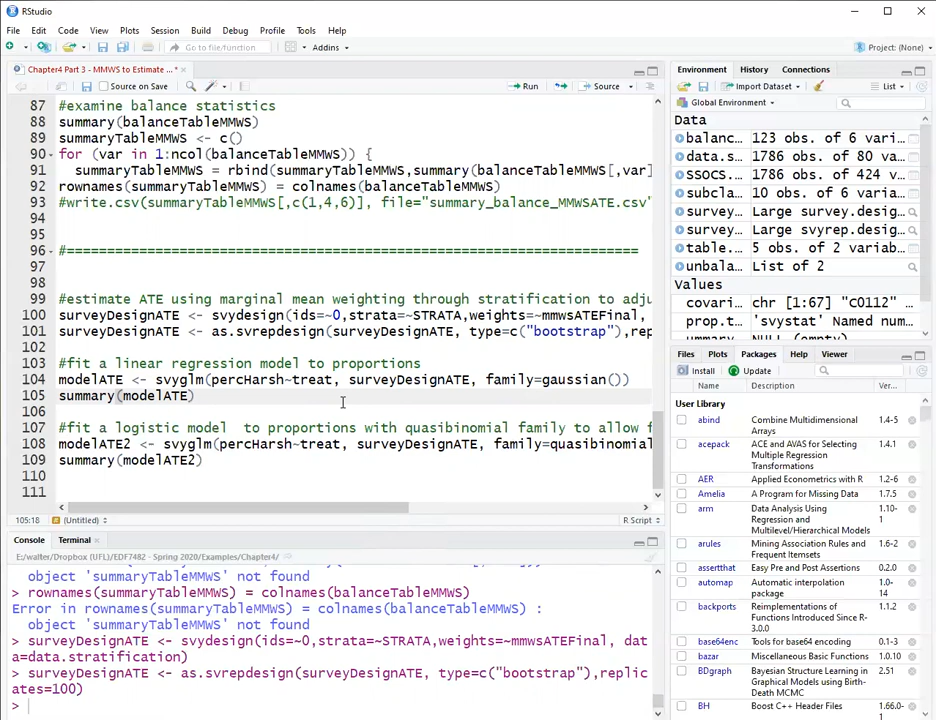 RStudio
File Edit Code View Plots Session Build Debug Profile Tools Help
Go to file/function Addins Project: (None)
Chapter4 Part 3 - MMWS to Estimate ...* ×
Source on Save Run Source
87 #examine balance statistics
88 summary(balanceTableMMWS)
89 summaryTableMMWS <- c()
90 for (var in 1:ncol(balanceTableMMWS)) {
91 summaryTableMMWS = rbind(summaryTableMMWS,summary(balanceTableMMWS[,var]
92 rownames(summaryTableMMWS) = colnames(balanceTableMMWS)
93 #write.csv(summaryTableMMWS[,c(1,4,6)], file="summary_balance_MMWSATE.csv"
94
95
96 #================================================================
97
98
99 #estimate ATE using marginal mean weighting through stratification to adju
100 surveyDesignATE <- svydesign(ids=~0,strata=~STRATA,weights=~mmwsATEFinal,
101 surveyDesignATE <- as.svrepdesign(surveyDesignATE, type=c("bootstrap"),rep
102
103 #fit a linear regression model to proportions
104 modelATE <- svyglm(percHarsh~treat, surveyDesignATE, family=gaussian())
105 summary(modelATE)
106
107 #fit a logistic model  to proportions with quasibinomial family to allow f
108 modelATE2 <- svyglm(percHarsh~treat, surveyDesignATE, family=quasibinomial
109 summary(modelATE2)
110
111
105:18 (Untitled) R Script
Console Terminal ×
E:/walter/Dropbox (UFL)/EDF7482 - Spring 2020/Examples/Chapter4/
object 'summaryTableMMWS' not found
> rownames(summaryTableMMWS) = colnames(balanceTableMMWS)
Error in rownames(summaryTableMMWS) = colnames(balanceTableMMWS) :
object 'summaryTableMMWS' not found
> surveyDesignATE <- svydesign(ids=~0,strata=~STRATA,weights=~mmwsATEFinal, dat
a=data.stratification)
> surveyDesignATE <- as.svrepdesign(surveyDesignATE, type=c("bootstrap"),replic
ates=100)
>
Environment History Connections
Import Dataset List
Global Environment
Data
balanc... 123 obs. of 6 vari...
data.s... 1786 obs. of 80 va...
SSOCS.... 1786 obs. of 424 v...
subcla... 10 obs. of 6 varia...
survey... Large survey.desig...
survey... Large svyrep.desig...
table.... 5 obs. of 2 variab...
unbala... List of 2
Values
covari... chr [1:67] "C0112" ...
prop.t... 'svystat' Named num...
Files Plots Packages Help Viewer
Install Update
Name Description Ver...
User Library
abind Combine Multidimensional Arrays 1.4-5
acepack ACE and AVAS for Selecting Multiple Regression Transformations 1.4.1
AER Applied Econometrics with R 1.2-6
Amelia A Program for Missing Data 1.7.5
arm Data Analysis Using Regression and Multilevel/Hierarchical Models 1.10-1
arules Mining Association Rules and Frequent Itemsets 1.6-2
assertthat Easy Pre and Post Assertions 0.2.0
automap Automatic interpolation package 1.0-14
backports Reimplementations of Functions Introduced Since R-3.0.0 1.1.2
base64enc Tools for base64 encoding 0.1-3
bazar Miscellaneous Basic Functions 1.0.10
BDgraph Bayesian Structure Learning in Graphical Models using Birth-Death MCMC 2.51
BH Boost C++ Header Files 1.66.0-